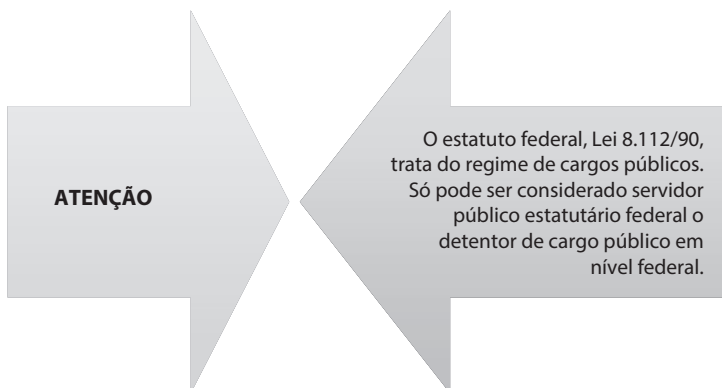 ATENÇÃO
O estatuto federal, Lei 8.112/90,
trata do regime de cargos públicos.
Só pode ser considerado servidor
público estatutário federal o
detentor de cargo público em
nível federal.